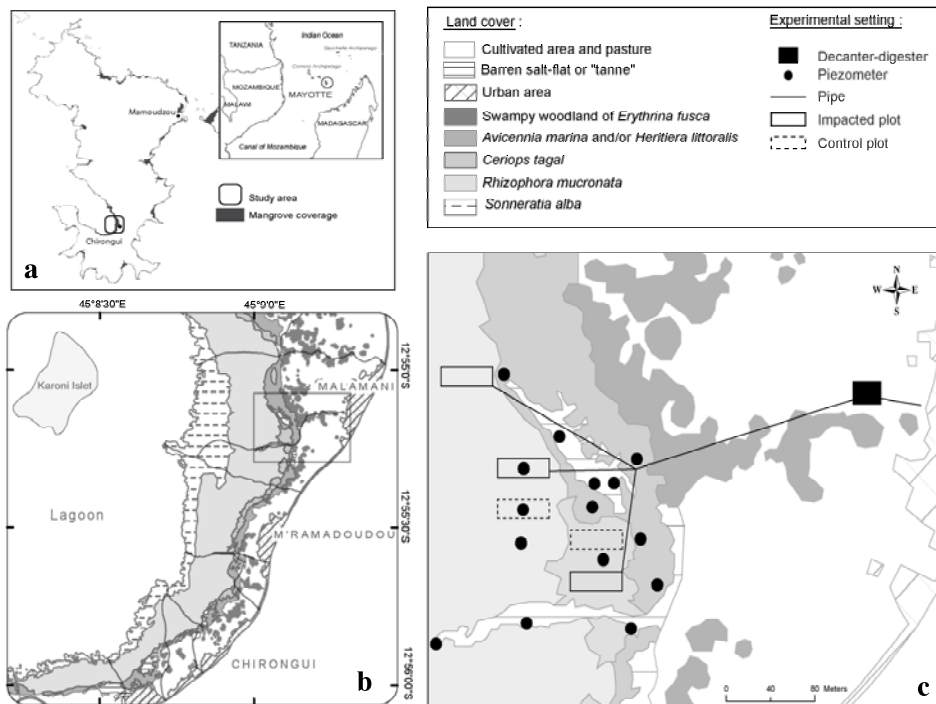 TANZANIA
Indian Ocean
Seychelle Archipelago
Comoro Archipelago
MOZAMBIQUE
MAYOTTE
MALAWI
MADAGASCAR
Canal of Mozambique
Mamoudzou
Study area
Mangrove coverage
Chirongui
a
Land cover :
Cultivated area and pasture
Barren salt-flat or "tanne"
Urban area
Swampy woodland of Erythrina fusca
Avicennia marina and/or Heritiera littoralis
Ceriops tagal
Rhizophora mucronata
Sonneratia alba
Experimental setting :
Decanter-digester
Piezometer
Pipe
Impacted plot
Control plot
45°8'30"E
45°9'0"E
12°55'0"S
Karoni Islet
MALAMANI
Lagoon
12°55'30"S
M'RAMADOUDOU
CHIRONGUI
12°56'0"S
b
N
W
E
S
0 40 80 Meters
c